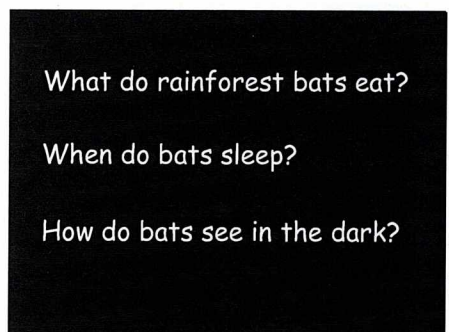 What do rainforest bats eat?
When do bats sleep?
How do bats see in the dark?